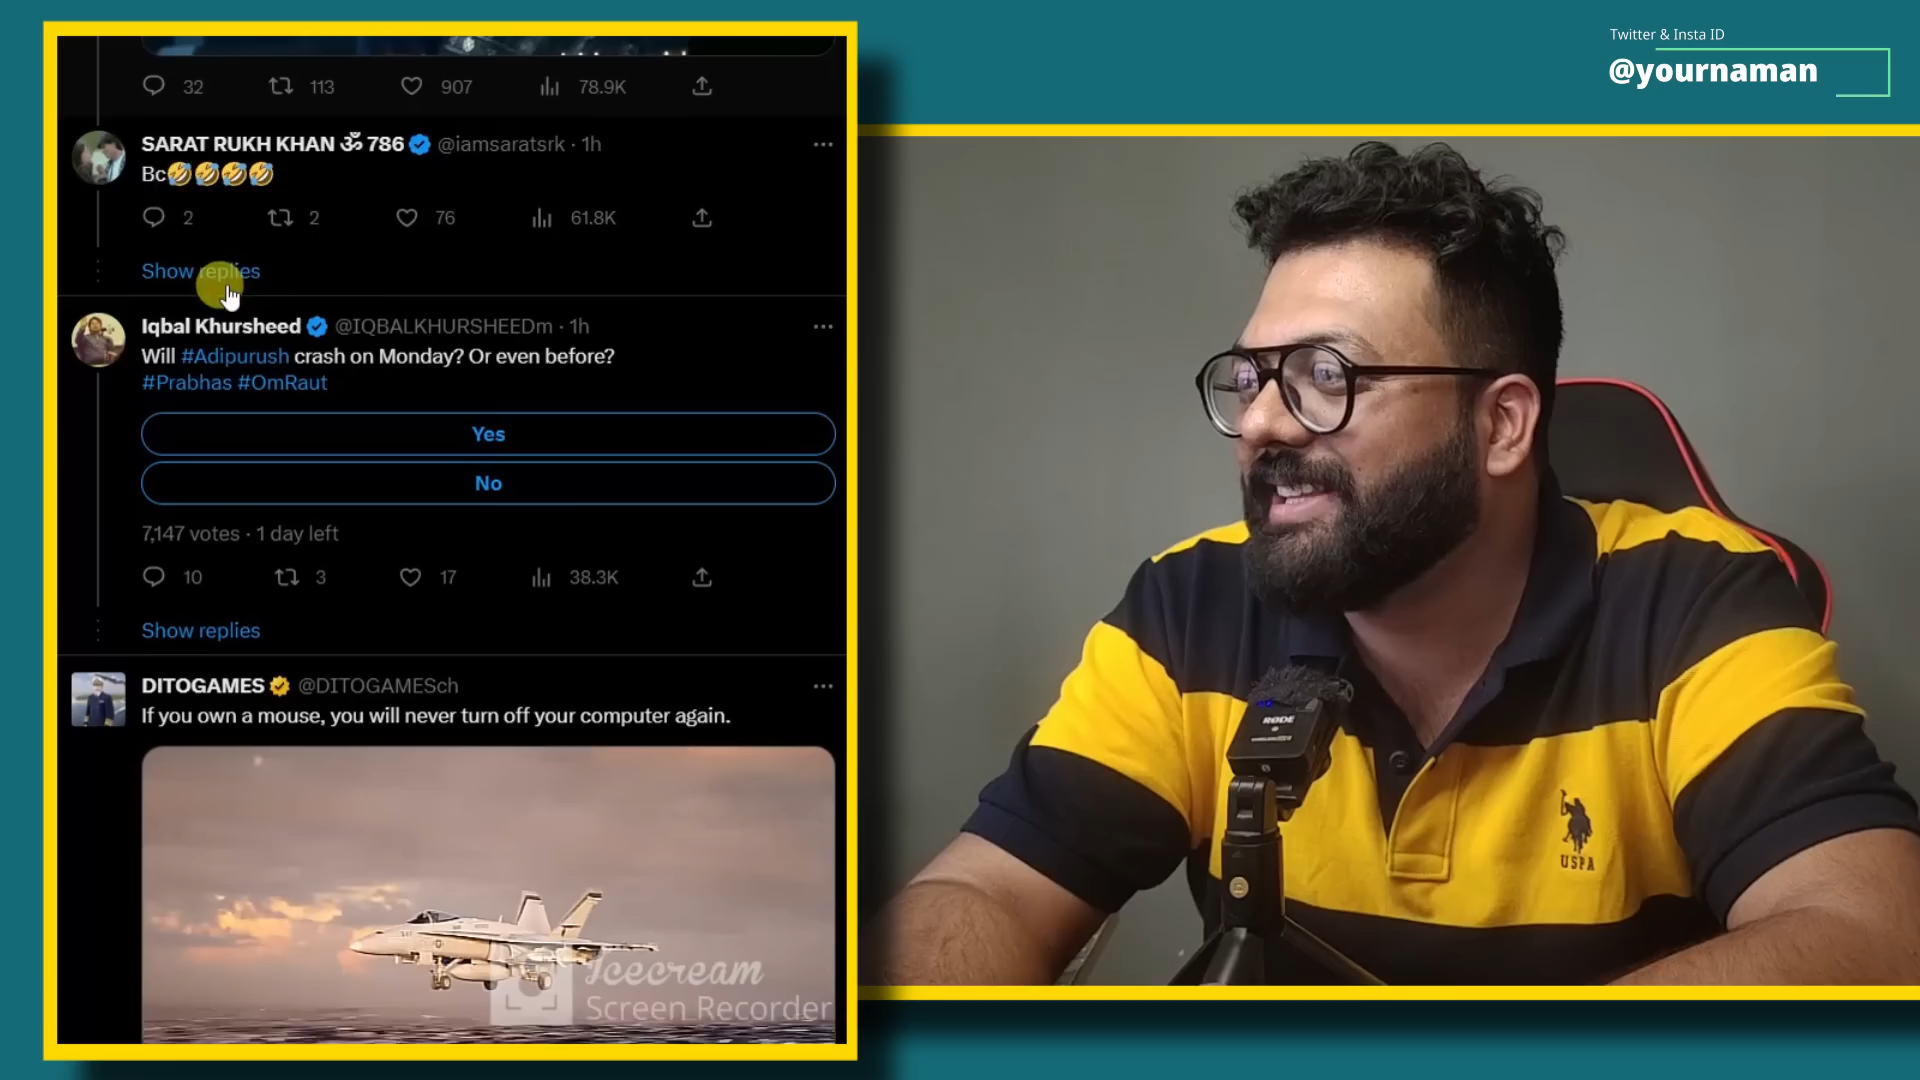 Twitter & Insta ID
@yournaman
32 113 907 78.9K
SARAT RUKH KHAN ॐ 786 @iamsaratsrk · 1h
Bc🤣🤣🤣🤣
2 2 76 61.8K
Show replies
Iqbal Khursheed @IQBALKHURSHEEDm · 1h
Will #Adipurush crash on Monday? Or even before?
#Prabhas #OmRaut
Yes
No
7,147 votes · 1 day left
10 3 17 38.3K
Show replies
DITOGAMES @DITOGAMESch
If you own a mouse, you will never turn off your computer again.
Icecream
Screen Recorder
RØDE
USPA